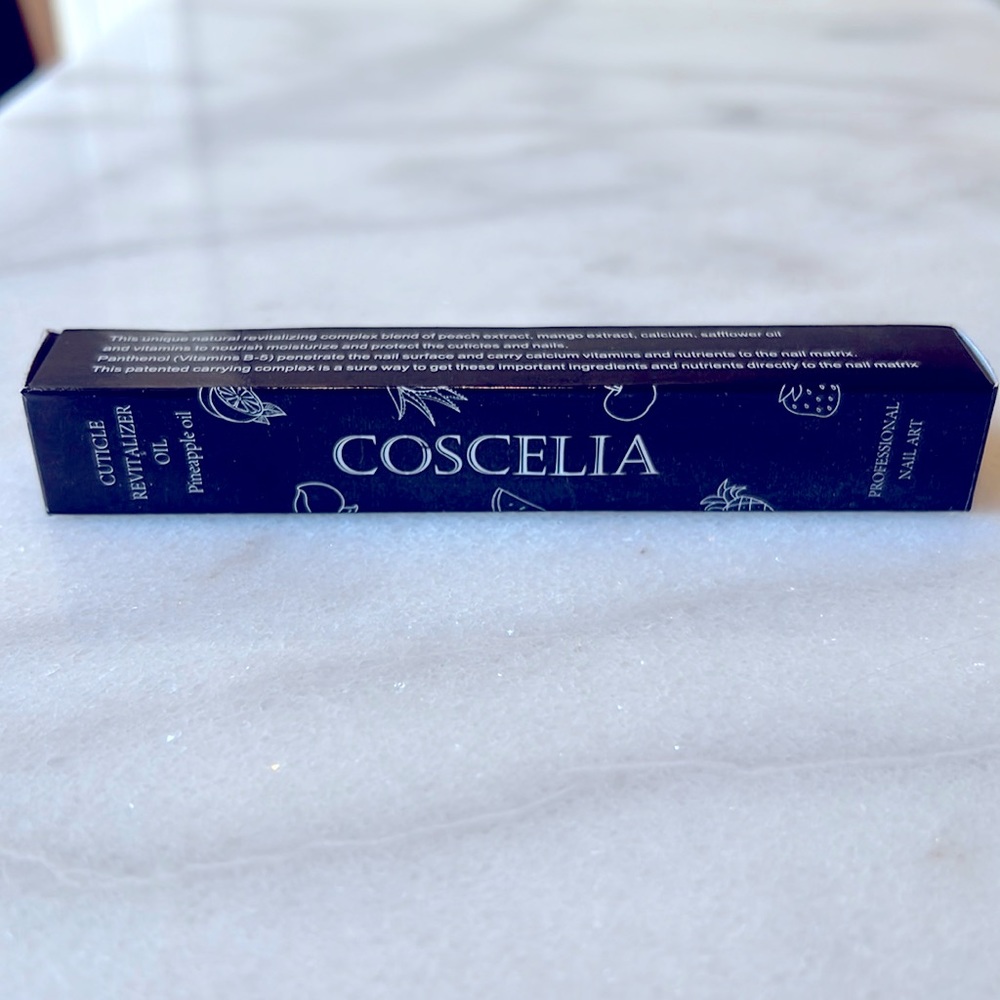 This unique natural revitalizing complex blend of peach extract, mango extract, calcium, safflower oil
and vitamins to nourish moisturize and protect the cuticles and nails.
Panthenol (Vitamins B-5) penetrate the nail surface and carry calcium vitamins and nutrients to the nail matrix.
This patented carrying complex is a sure way to get these important ingredients and nutrients directly to the nail matrix
CUTICLE
REVITALIZER
OIL
Pineapple oil
COSCELIA
PROFESSIONAL
NAIL ART